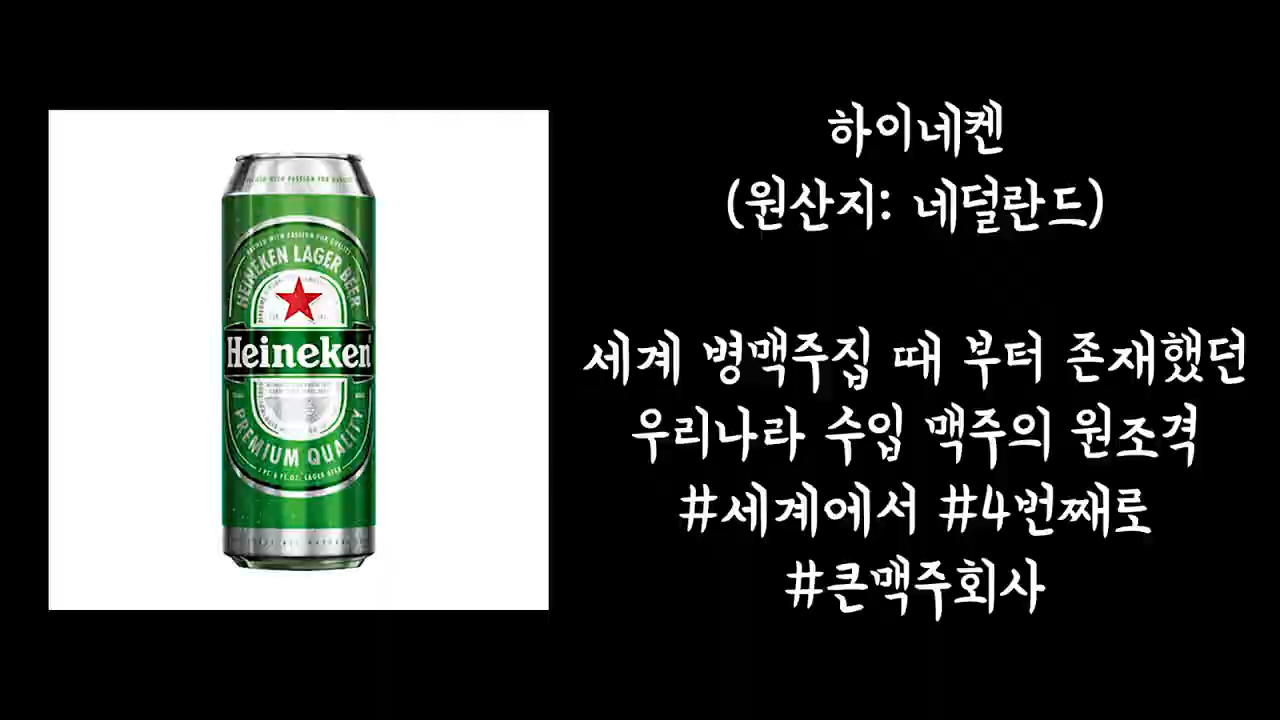 HEINEKEN LAGER BEER
Heineken
PREMIUM QUALITY
하이네켄
(원산지: 네덜란드)
세계 병맥주집 때 부터 존재했던
우리나라 수입 맥주의 원조격
#세계에서 #4번째로
#큰맥주회사